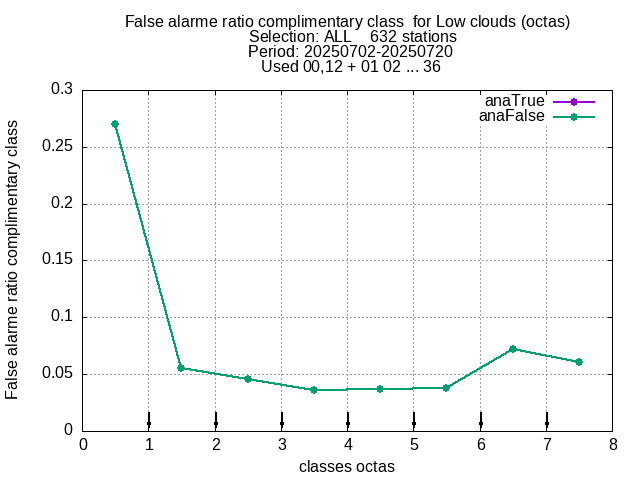 False alarme ratio complimentary class  for Low clouds (octas)
Selection: ALL    632 stations
Period: 20250702-20250720
Used 00,12 + 01 02 ... 36
anaTrue
anaFalse
False alarme ratio complimentary class
0.3
0.25
0.2
0.15
0.1
0.05
0
0 1 2 3 4 5 6 7 8
classes octas